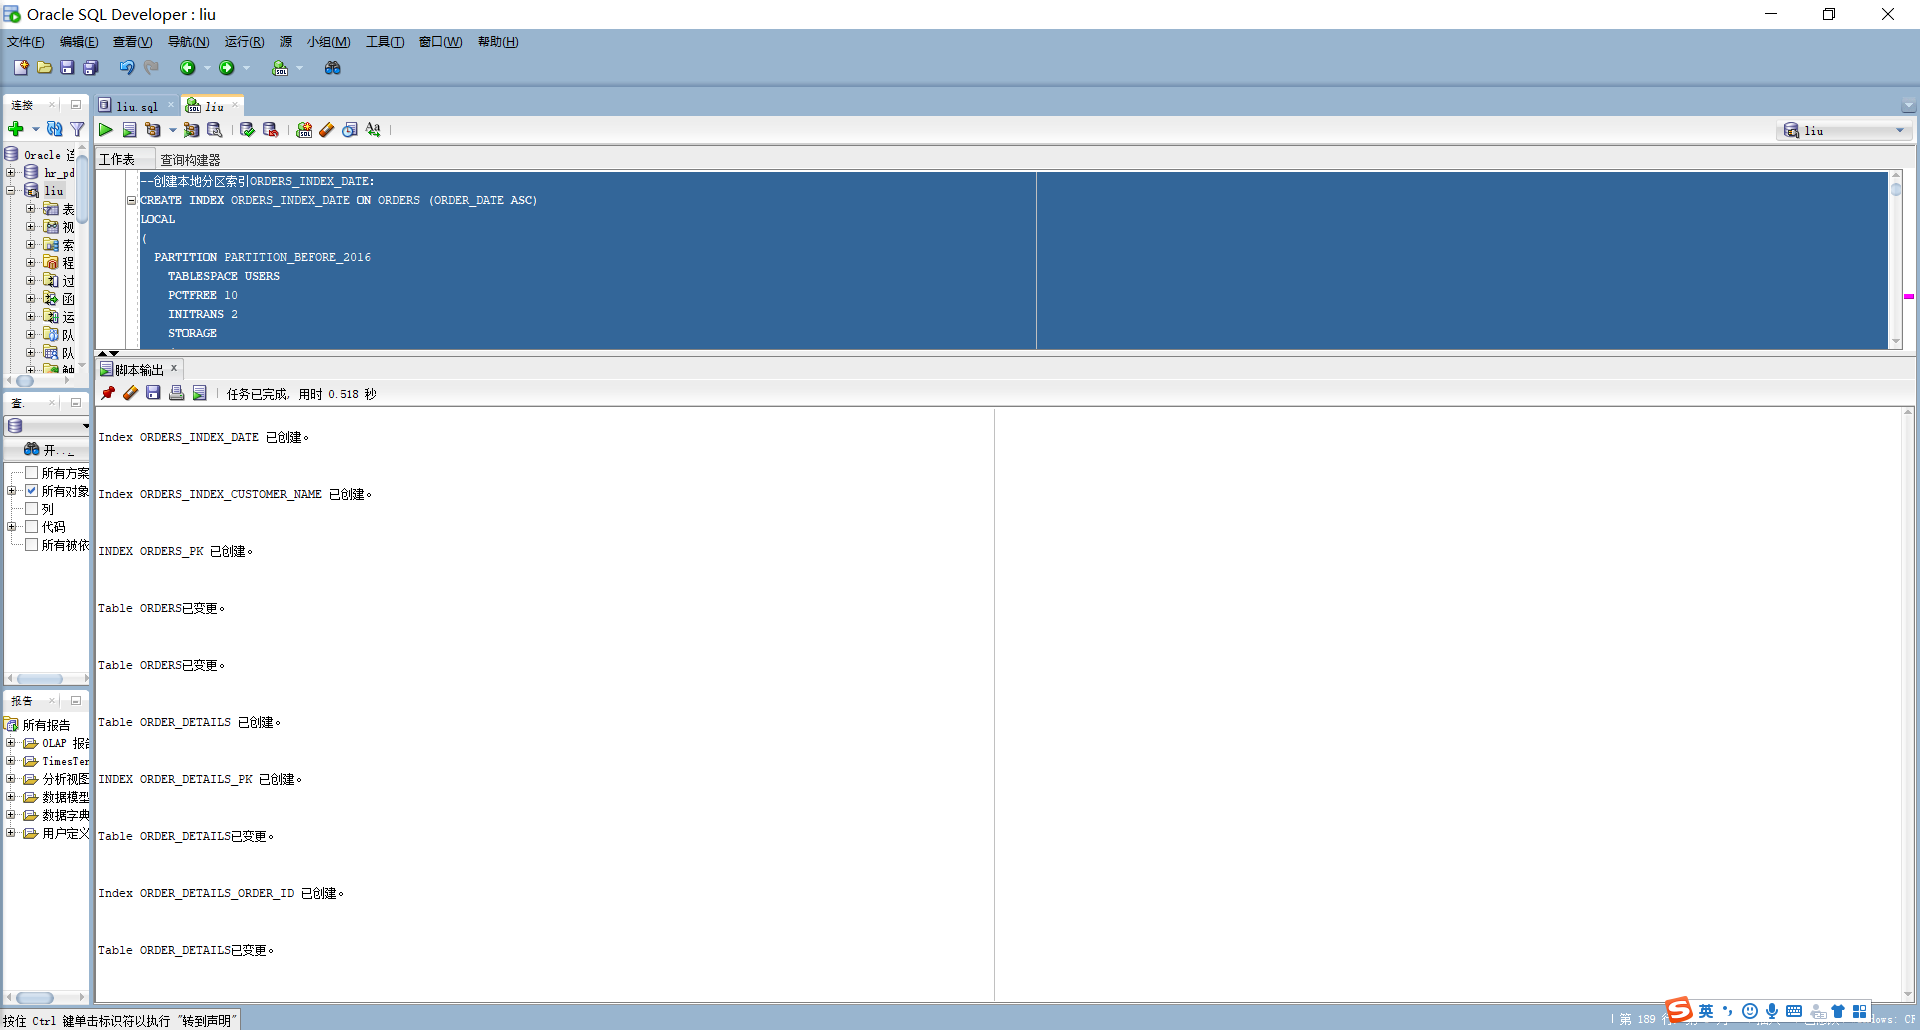 Oracle SQL Developer : liu
文件(F) 编辑(E) 查看(V) 导航(N) 运行(R) 源 小组(M) 工具(T) 窗口(W) 帮助(H)
连接
liu.sql
liu
liu
工作表
查询构建器
Oracle
hr_pd
liu
表
视
索
程
过
函
运
队
队
--创建本地分区索引ORDERS_INDEX_DATE:
CREATE INDEX ORDERS_INDEX_DATE ON ORDERS (ORDER_DATE ASC)
LOCAL
(
PARTITION PARTITION_BEFORE_2016
TABLESPACE USERS
PCTFREE 10
INITRANS 2
STORAGE
脚本输出
任务已完成, 用时 0.518 秒
查.
开...
所有方案
所有对象
列
代码
所有被依
报告
所有报告
OLAP 报告
TimesTen
分析视图
数据模型
数据字典
用户定义
Index ORDERS_INDEX_DATE 已创建。
Index ORDERS_INDEX_CUSTOMER_NAME 已创建。
INDEX ORDERS_PK 已创建。
Table ORDERS已变更。
Table ORDERS已变更。
Table ORDER_DETAILS 已创建。
INDEX ORDER_DETAILS_PK 已创建。
Table ORDER_DETAILS已变更。
Index ORDER_DETAILS_ORDER_ID 已创建。
Table ORDER_DETAILS已变更。
按住 Ctrl 键单击标识符以执行 "转到声明"
第 189 行
英